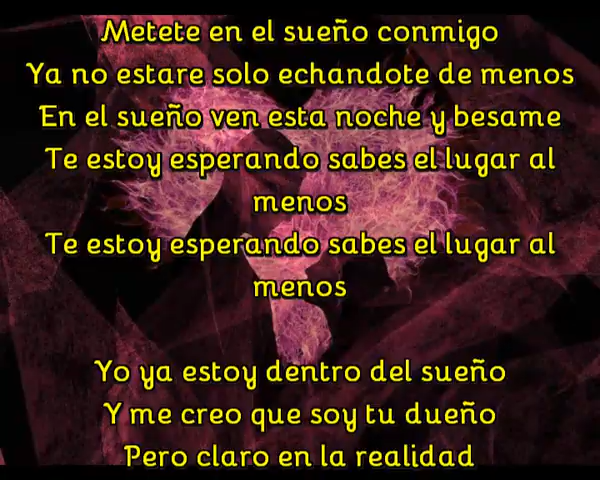 Metete en el sueño conmigo
Ya no estare solo echandote de menos
En el sueño ven esta noche y besame
Te estoy esperando sabes el lugar al
menos
Te estoy esperando sabes el lugar al
menos
Yo ya estoy dentro del sueño
Y me creo que soy tu dueño
Pero claro en la realidad